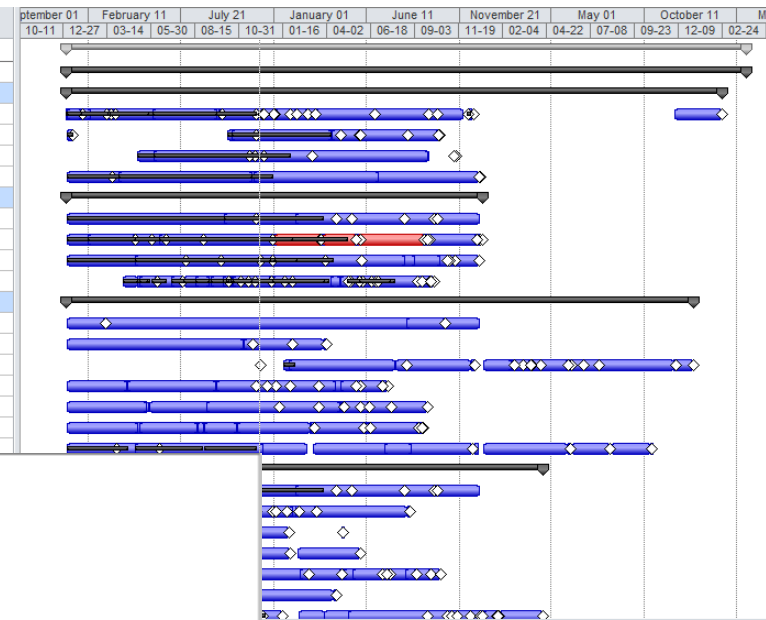 ptember 01 February 11 July 21 January 01 June 11 November 21 May 01 October 11 M
10-11 12-27 03-14 05-30 08-15 10-31 01-16 04-02 06-18 09-03 11-19 02-04 04-22 07-08 09-23 12-09 02-24